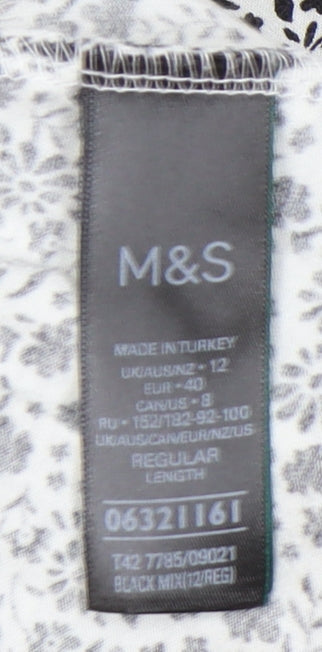 M&S
MADE IN TURKEY
UK/AUS/NZ • 12
EUR • 40
CAN/US • 8
RU • 152/182-92-100
UK/AUS/CAN/EUR/NZ/US
REGULAR
LENGTH
06321161
T42 7785/09021
BLACK MIX(12/REG)